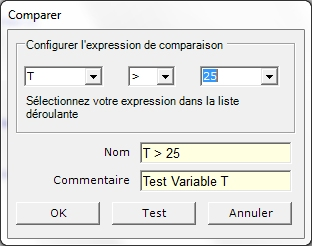 Comparer
Configurer l'expression de comparaison
T > 25
Sélectionnez votre expression dans la liste
déroulante
Nom T > 25
Commentaire Test Variable T
OK Test Annuler